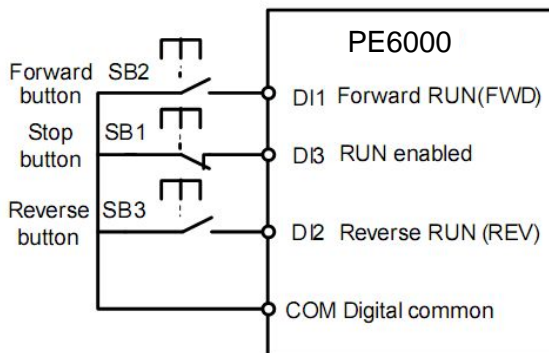 PE6000
Forward button
SB2
DI1 Forward RUN(FWD)
Stop button
SB1
DI3 RUN enabled
Reverse button
SB3
DI2 Reverse RUN (REV)
COM Digital common